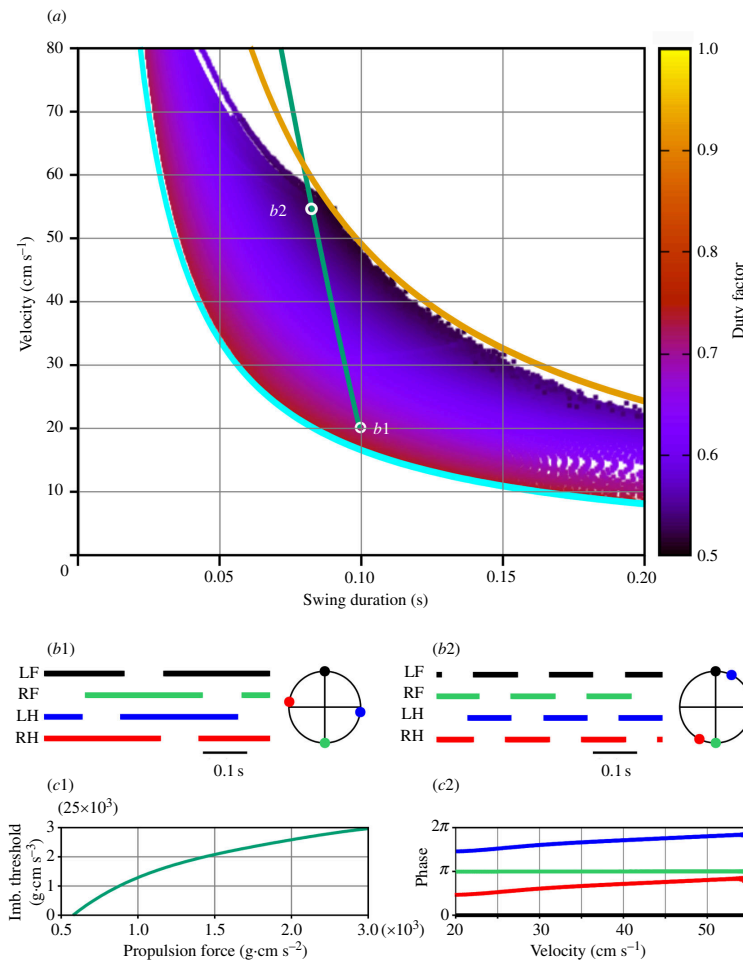 (a)
80
70
60
50
40
30
20
10
0
0
0.05
0.10
0.15
0.20
Velocity (cm s⁻¹)
Swing duration (s)
b2
b1
1.0
0.9
0.8
0.7
0.6
0.5
Duty factor
(b1)
LF
RF
LH
RH
0.1 s
(b2)
LF
RF
LH
RH
0.1 s
(c1)
(25×10³)
3
2
1
0
0.5
1.0
1.5
2.0
3.0
(×10³)
Imb. threshold
(g·cm s⁻³)
Propulsion force (g·cm s⁻²)
(c2)
2π
π
0
20
30
40
50
Phase
Velocity (cm s⁻¹)